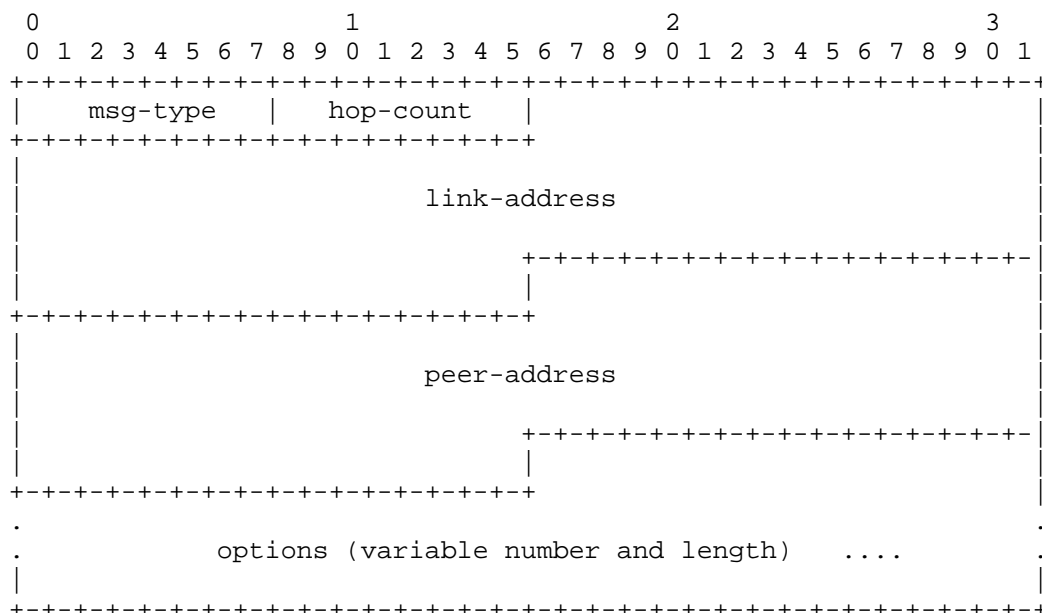 0                   1                   2                   3
 0 1 2 3 4 5 6 7 8 9 0 1 2 3 4 5 6 7 8 9 0 1 2 3 4 5 6 7 8 9 0 1
+-+-+-+-+-+-+-+-+-+-+-+-+-+-+-+-+-+-+-+-+-+-+-+-+-+-+-+-+-+-+-+-+
|    msg-type   |   hop-count   |                               |
+-+-+-+-+-+-+-+-+-+-+-+-+-+-+-+-+                               |
|                                                               |
|                         link-address                          |
|                                                               |
|                               +-+-+-+-+-+-+-+-+-+-+-+-+-+-+-+-|
|                               |                               |
+-+-+-+-+-+-+-+-+-+-+-+-+-+-+-+-+                               |
|                                                               |
|                         peer-address                          |
|                                                               |
|                               +-+-+-+-+-+-+-+-+-+-+-+-+-+-+-+-|
|                               |                               |
+-+-+-+-+-+-+-+-+-+-+-+-+-+-+-+-+                               |
.                                                               .
.            options (variable number and length)   ....        .
|                                                               |
+-+-+-+-+-+-+-+-+-+-+-+-+-+-+-+-+-+-+-+-+-+-+-+-+-+-+-+-+-+-+-+-+